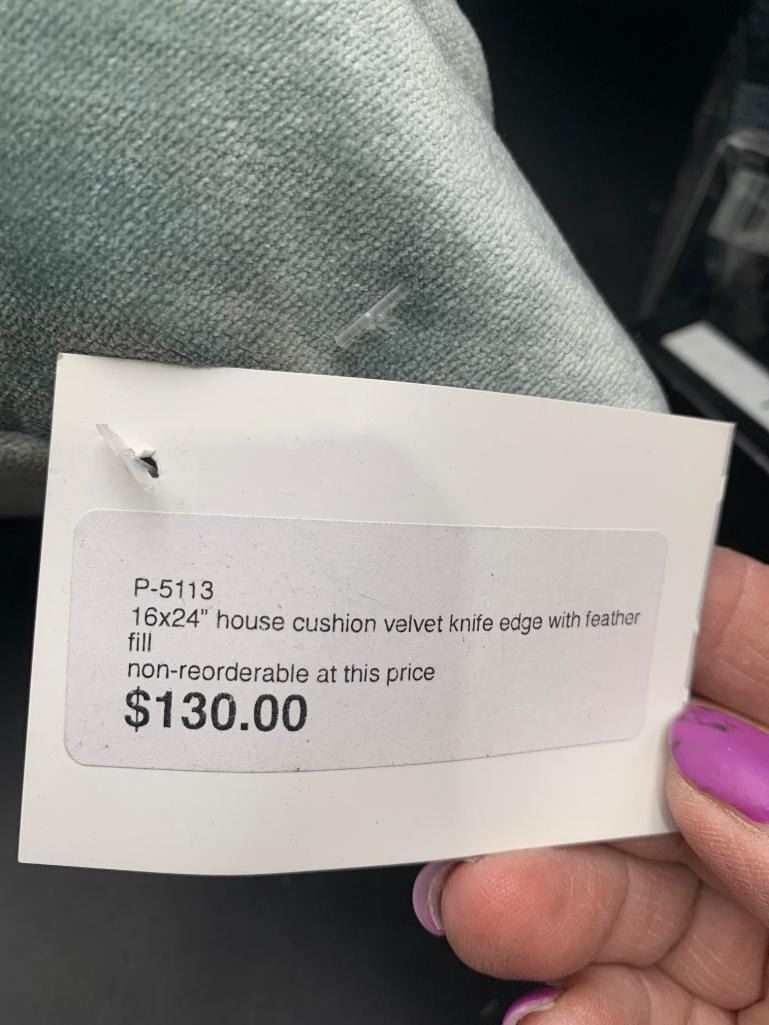 P-5113
16x24” house cushion velvet knife edge with feather
fill
non-reorderable at this price
$130.00